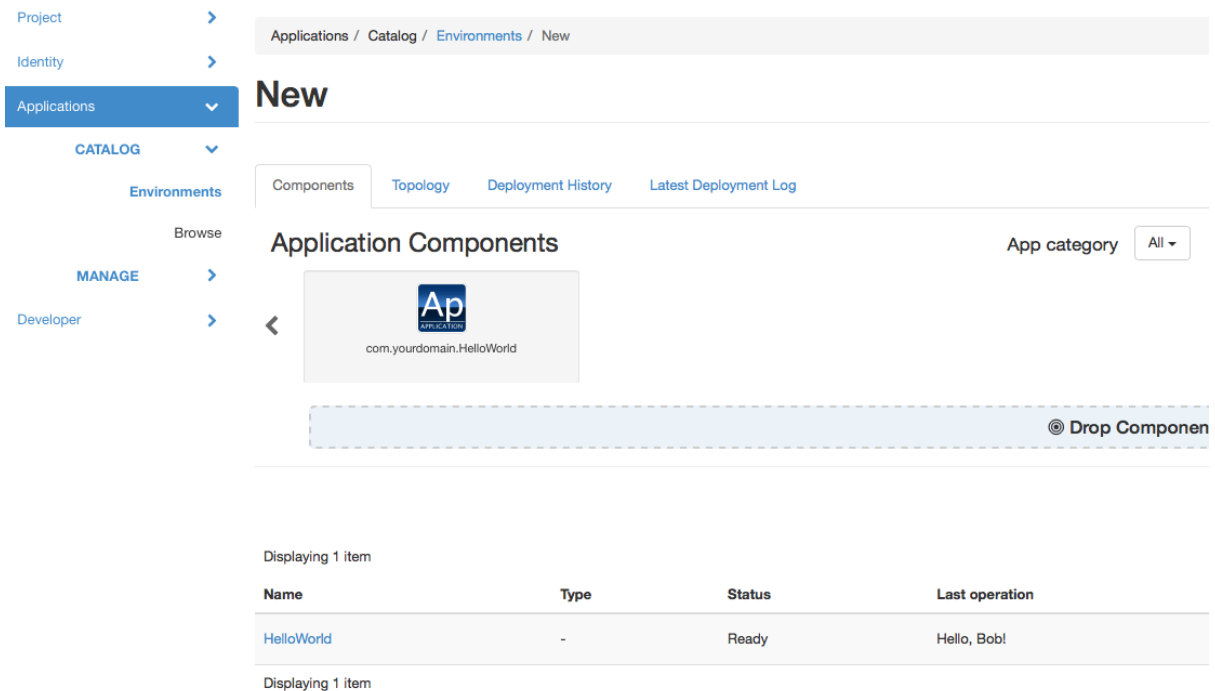 Project
Identity
Applications
CATALOG
Environments
Browse
MANAGE
Developer
Applications / Catalog / Environments / New
New
Components Topology Deployment History Latest Deployment Log
Application Components App category All
Ap
APPLICATION
com.yourdomain.HelloWorld
Drop Componen
Displaying 1 item
Name Type Status Last operation
HelloWorld - Ready Hello, Bob!
Displaying 1 item